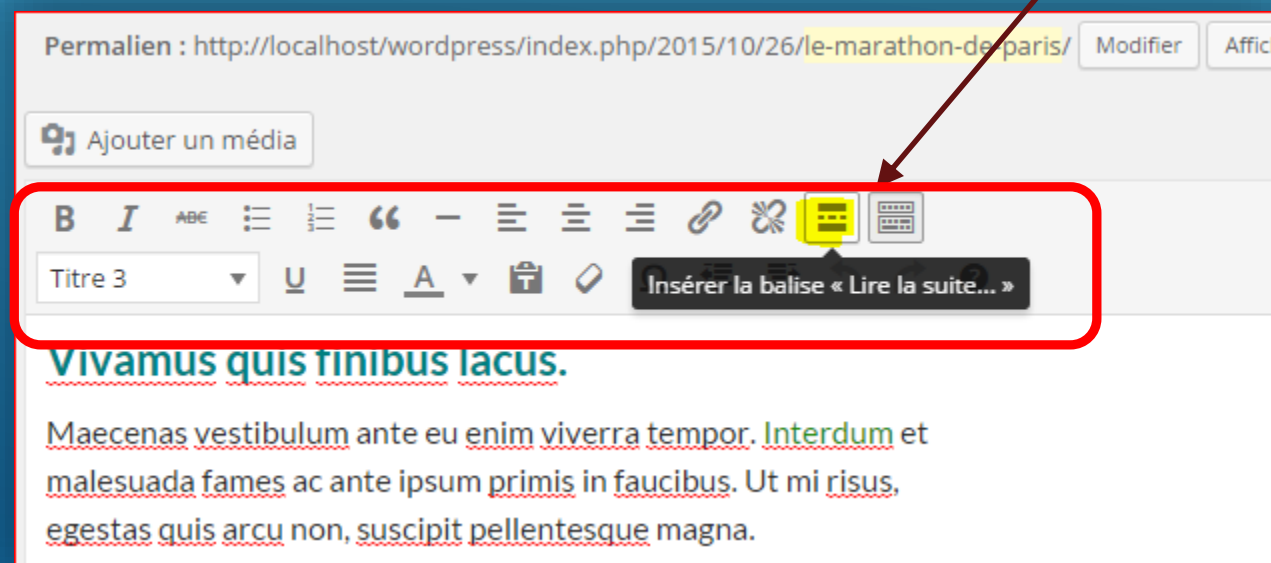 Permalien : http://localhost/wordpress/index.php/2015/10/26/le-marathon-de-paris/ Modifier Affic
Ajouter un média
B I ABE
Titre 3 U A T
Insérer la balise « Lire la suite... »
Vivamus quis finibus lacus.
Maecenas vestibulum ante eu enim viverra tempor. Interdum et
malesuada fames ac ante ipsum primis in faucibus. Ut mi risus,
egestas quis arcu non, suscipit pellentesque magna.